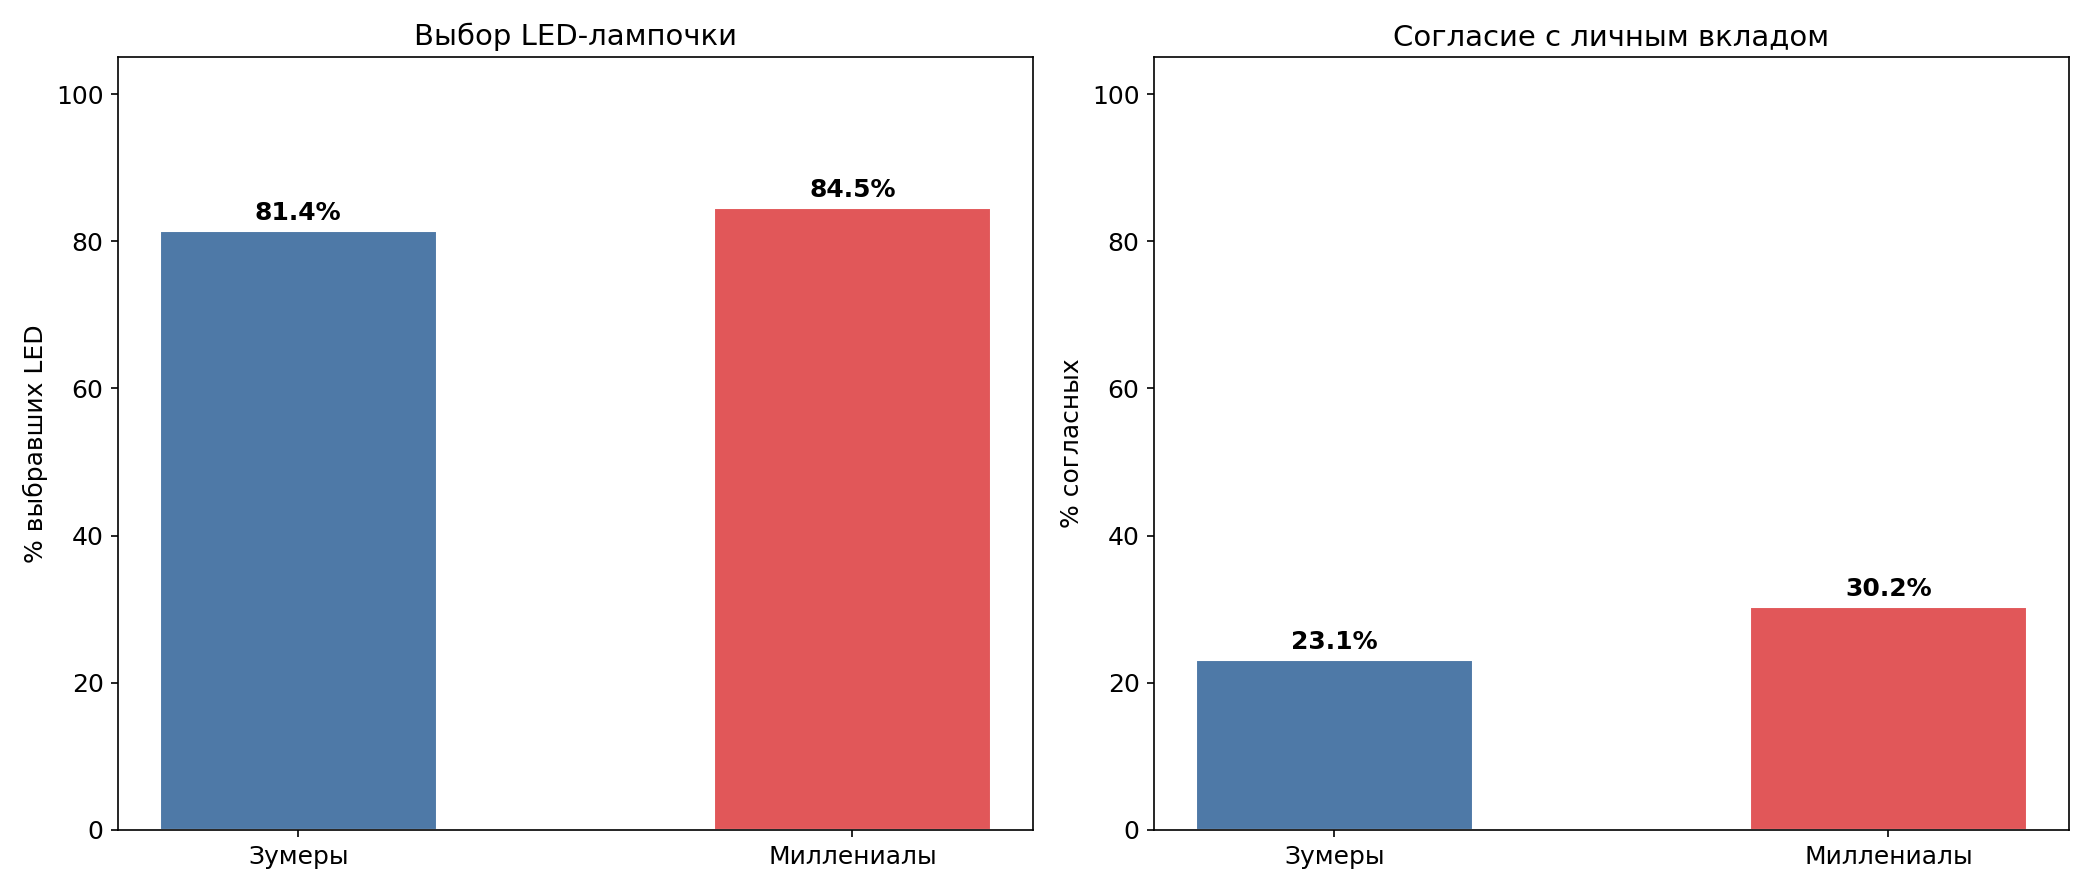 Выбор LED-лампочки
% выбравших LED
100
80
60
40
20
0
81.4%
84.5%
Зумеры
Миллениалы
Согласие с личным вкладом
% согласных
100
80
60
40
20
0
23.1%
30.2%
Зумеры
Миллениалы